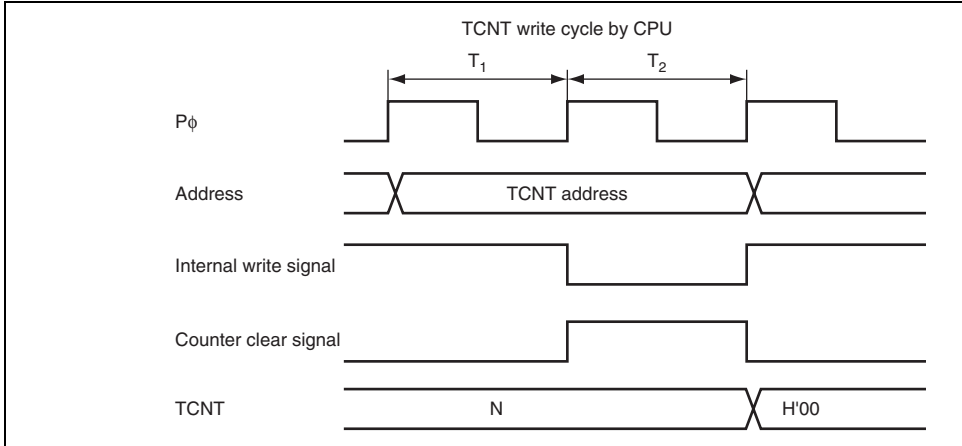 TCNT write cycle by CPU
T1 T2
Pϕ
Address TCNT address
Internal write signal
Counter clear signal
TCNT N H'00